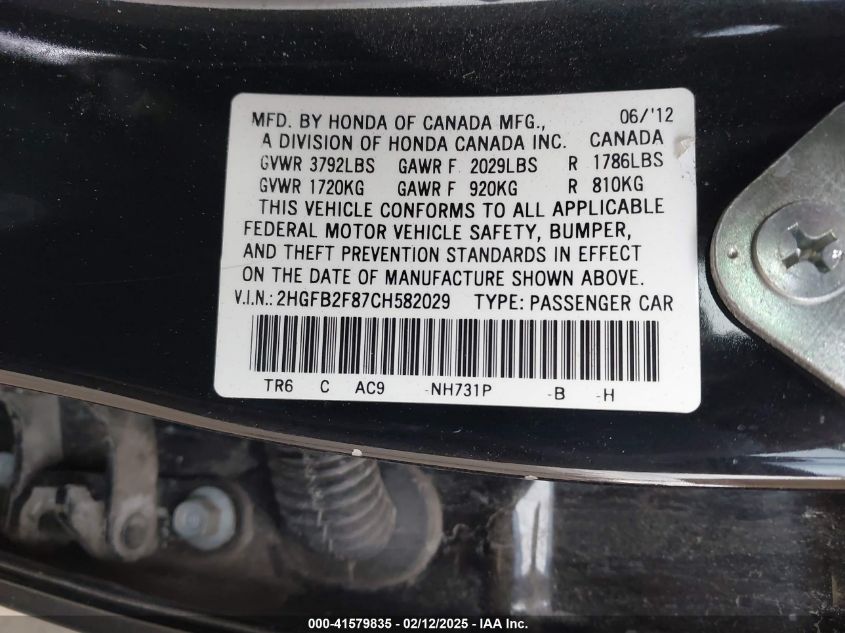 MFD. BY HONDA OF CANADA MFG., 06/'12
A DIVISION OF HONDA CANADA INC. CANADA
GVWR 3792LBS GAWR F 2029LBS R 1786LBS
GVWR 1720KG GAWR F 920KG R 810KG
THIS VEHICLE CONFORMS TO ALL APPLICABLE
FEDERAL MOTOR VEHICLE SAFETY, BUMPER,
AND THEFT PREVENTION STANDARDS IN EFFECT
ON THE DATE OF MANUFACTURE SHOWN ABOVE.
V.I.N.: 2HGFB2F87CH582029 TYPE: PASSENGER CAR
TR6 C AC9 -NH731P -B -H
000-41579835 - 02/12/2025 - IAA Inc.